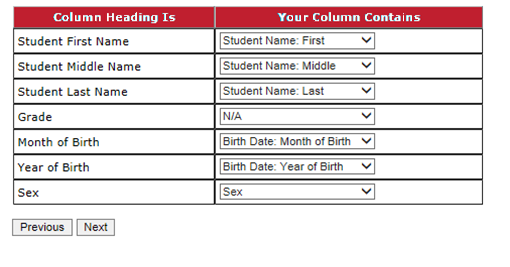 Column Heading Is Your Column Contains
Student First Name Student Name: First
Student Middle Name Student Name: Middle
Student Last Name Student Name: Last
Grade N/A
Month of Birth Birth Date: Month of Birth
Year of Birth Birth Date: Year of Birth
Sex Sex
Previous Next